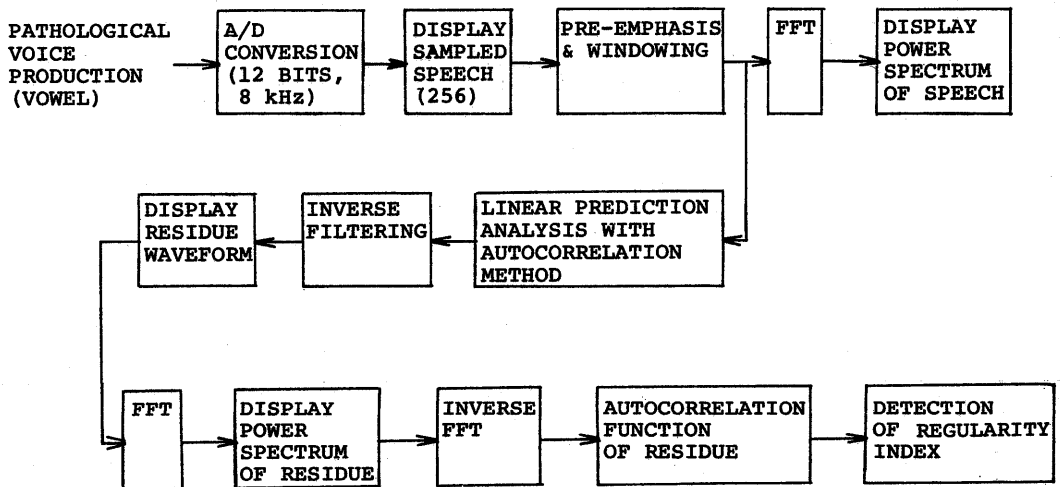 PATHOLOGICAL
VOICE
PRODUCTION
(VOWEL)
A/D
CONVERSION
(12 BITS,
8 kHz)
DISPLAY
SAMPLED
SPEECH
(256)
PRE-EMPHASIS
& WINDOWING
FFT
DISPLAY
POWER
SPECTRUM
OF SPEECH
DISPLAY
RESIDUE
WAVEFORM
INVERSE
FILTERING
LINEAR PREDICTION
ANALYSIS WITH
AUTOCORRELATION
METHOD
FFT
DISPLAY
POWER
SPECTRUM
OF RESIDUE
INVERSE
FFT
AUTOCORRELATION
FUNCTION
OF RESIDUE
DETECTION
OF REGULARITY
INDEX